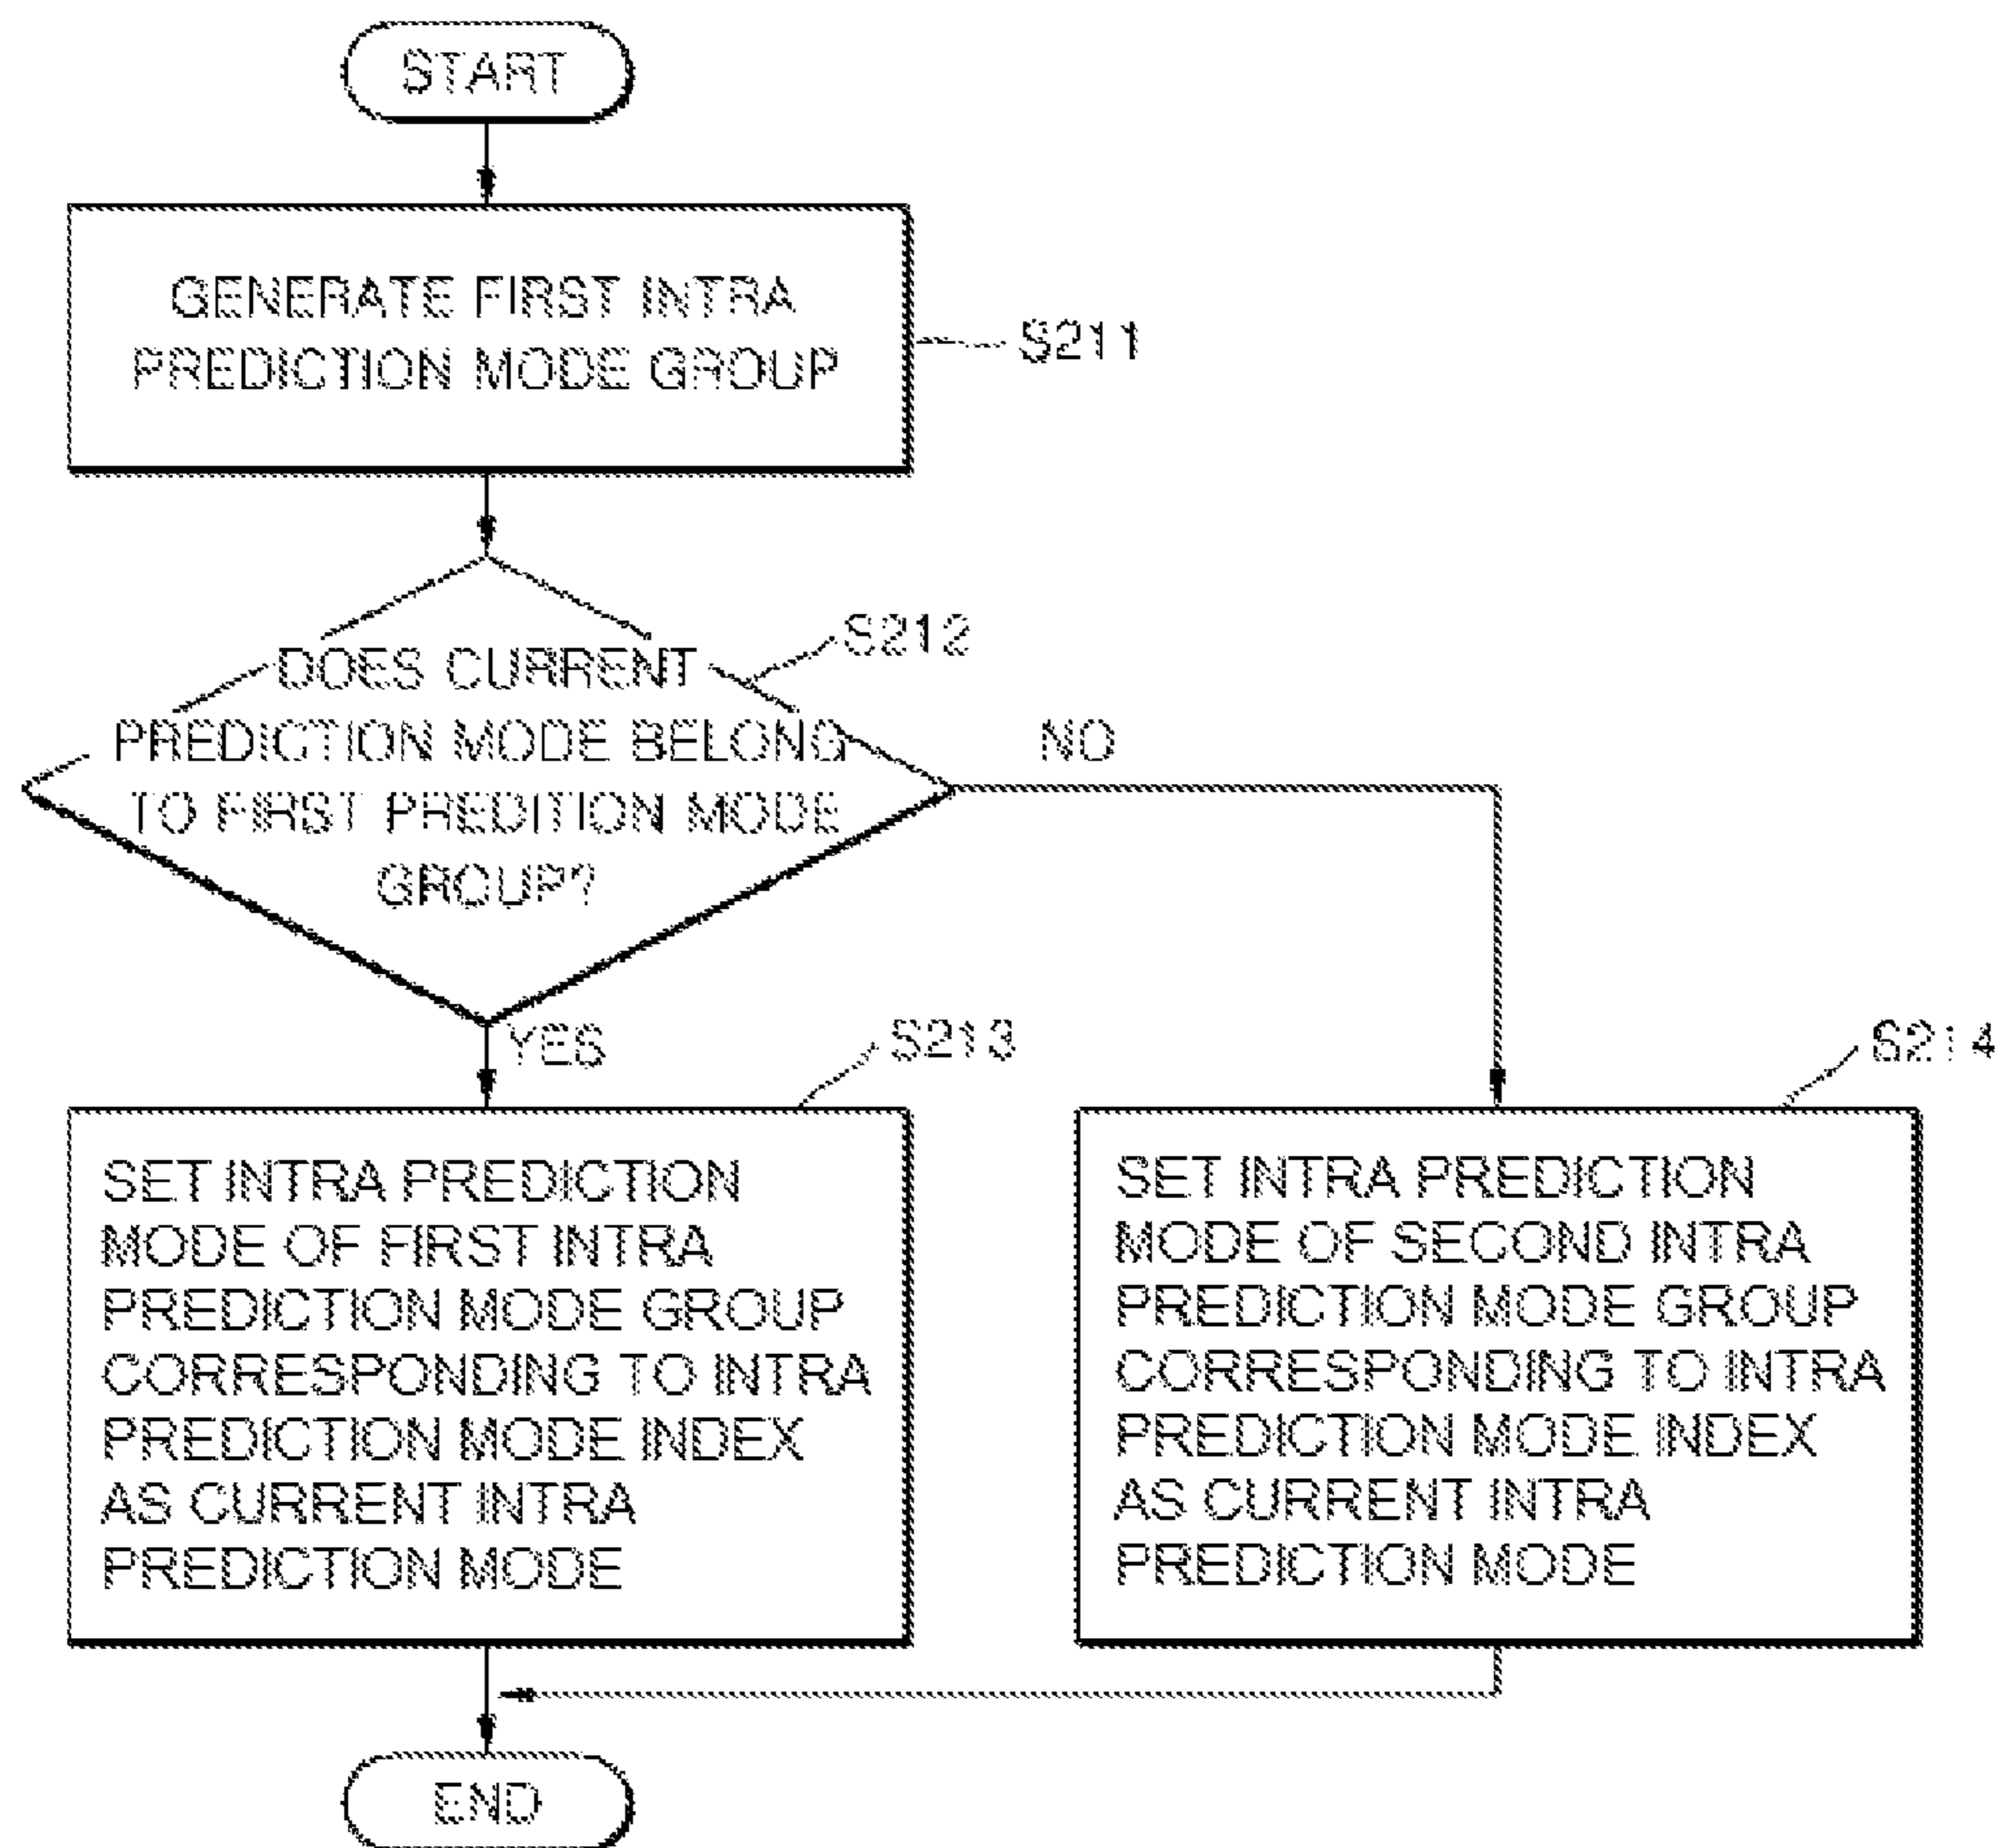 START
GENERATE FIRST INTRA
PREDICTION MODE GROUP
S211
S212
DOES CURRENT
PREDICTION MODE BELONG
TO FIRST PREDITION MODE
GROUP?
NO
YES
S213
SET INTRA PREDICTION
MODE OF FIRST INTRA
PREDICTION MODE GROUP
CORRESPONDING TO INTRA
PREDICTION MODE INDEX
AS CURRENT INTRA
PREDICTION MODE
S214
SET INTRA PREDICTION
MODE OF SECOND INTRA
PREDICTION MODE GROUP
CORRESPONDING TO INTRA
PREDICTION MODE INDEX
AS CURRENT INTRA
PREDICTION MODE
END